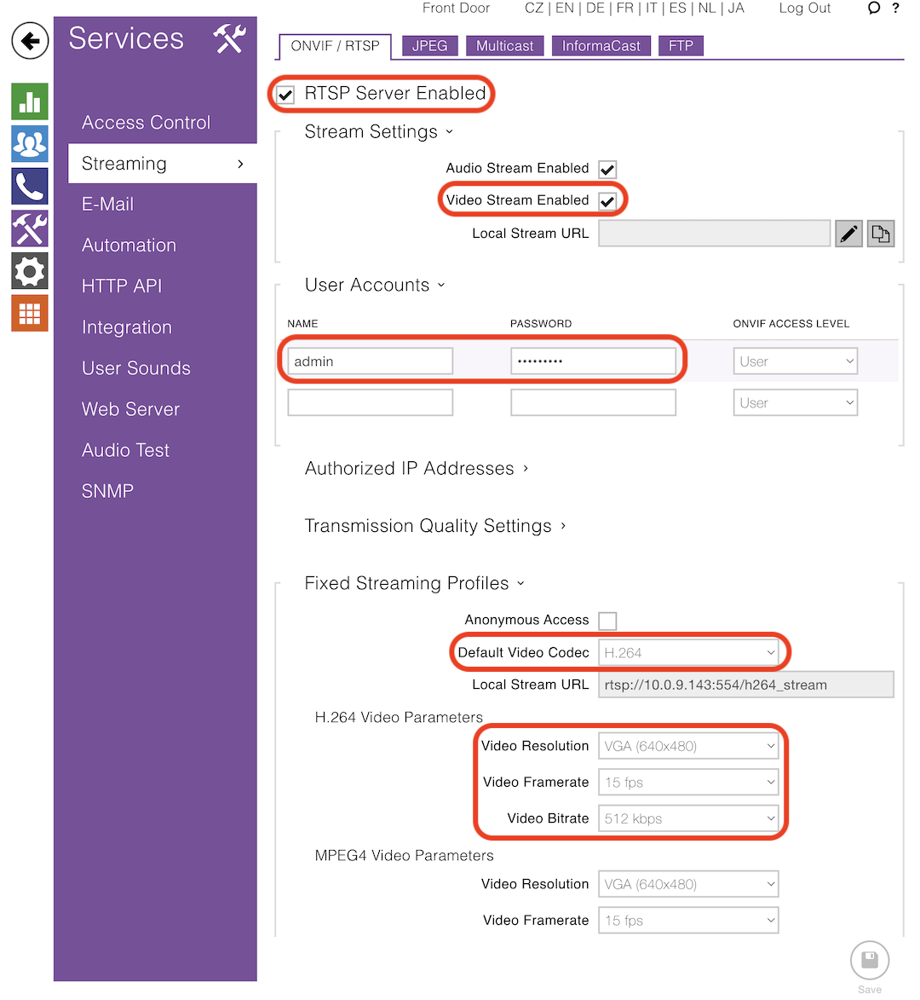 Front Door CZ | EN | DE | FR | IT | ES | NL | JA Log Out ?
Services
ONVIF / RTSP JPEG Multicast InformaCast FTP
RTSP Server Enabled
Access Control
Streaming
E-Mail
Automation
HTTP API
Integration
User Sounds
Web Server
Audio Test
SNMP
Stream Settings
Audio Stream Enabled
Video Stream Enabled
Local Stream URL
User Accounts
NAME PASSWORD ONVIF ACCESS LEVEL
admin ••••••••• User
User
Authorized IP Addresses
Transmission Quality Settings
Fixed Streaming Profiles
Anonymous Access
Default Video Codec H.264
Local Stream URL rtsp://10.0.9.143:554/h264_stream
H.264 Video Parameters
Video Resolution VGA (640x480)
Video Framerate 15 fps
Video Bitrate 512 kbps
MPEG4 Video Parameters
Video Resolution VGA (640x480)
Video Framerate 15 fps
Save